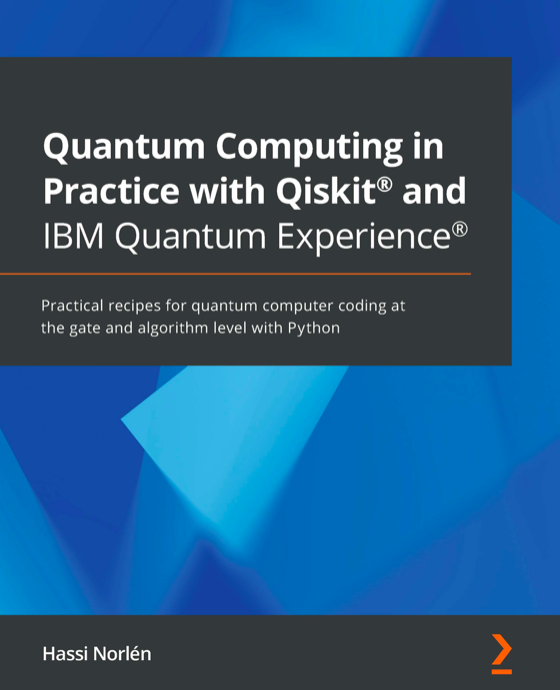 Quantum Computing in
Practice with Qiskit® and
IBM Quantum Experience®
Practical recipes for quantum computer coding at
the gate and algorithm level with Python
Hassi Norlén